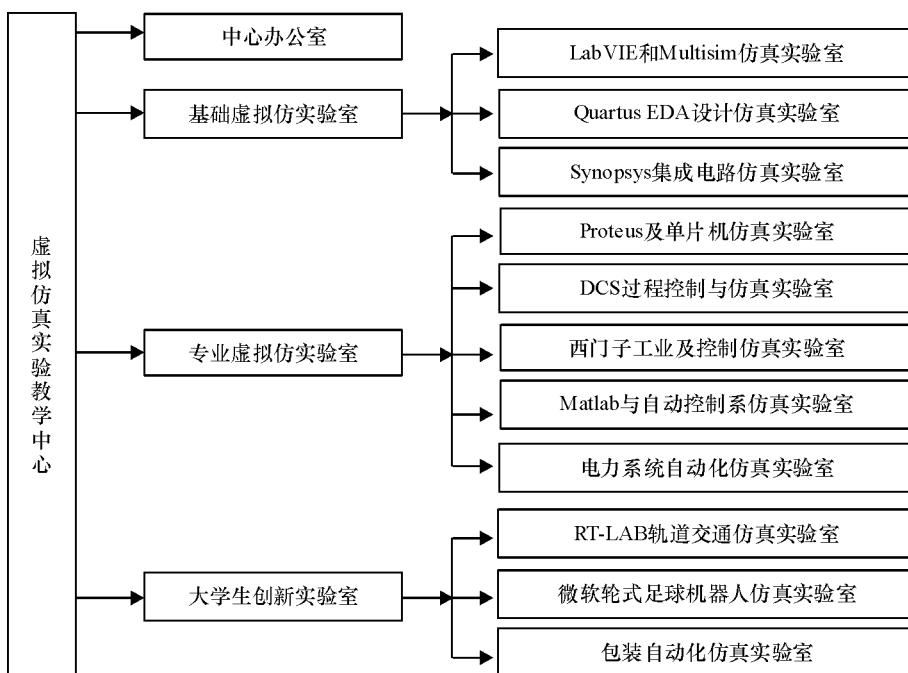 虚拟仿真实验教学中心
中心办公室
基础虚拟仿实验室
LabVIE和Multisim仿真实验室
Quartus EDA设计仿真实验室
Synopsys集成电路仿真实验室
专业虚拟仿实验室
Proteus及单片机仿真实验室
DCS过程控制与仿真实验室
西门子工业及控制仿真实验室
Matlab与自动控制系仿真实验室
电力系统自动化仿真实验室
大学生创新实验室
RT-LAB轨道交通仿真实验室
微软轮式足球机器人仿真实验室
包装自动化仿真实验室